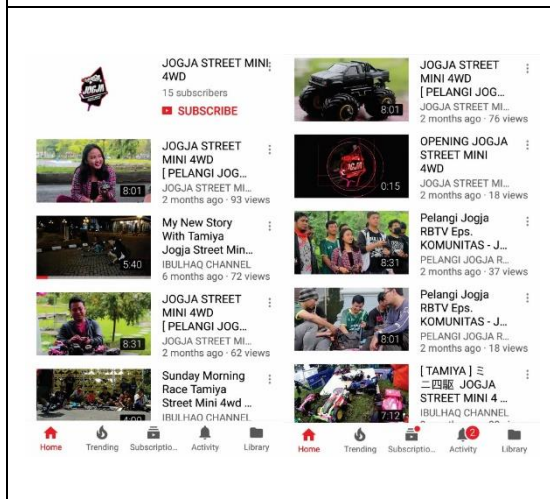 JOGJA
JOGJA STREET MINI
4WD
15 subscribers
SUBSCRIBE
8:01
JOGJA STREET
MINI 4WD
[ PELANGI JOG...
JOGJA STREET MI...
2 months ago · 93 views
5:40
My New Story
With Tamiya
Jogja Street Min...
IBULHAQ CHANNEL
6 months ago · 72 views
8:31
JOGJA STREET
MINI 4WD
[ PELANGI JOG...
JOGJA STREET MI...
2 months ago · 62 views
Sunday Morning
Race Tamiya
Street Mini 4wd ...
IBULHAQ CHANNEL
Home
Trending
Subscriptio...
Activity
Library
8:01
JOGJA STREET
MINI 4WD
[ PELANGI JOG...
JOGJA STREET MI...
2 months ago · 76 views
0:15
OPENING JOGJA
STREET MINI
4WD
JOGJA STREET MI...
2 months ago · 18 views
8:31
Pelangi Jogja
RBTV Eps.
KOMUNITAS - J...
PELANGI JOGJA R...
2 months ago · 37 views
8:01
Pelangi Jogja
RBTV Eps.
KOMUNITAS - J...
PELANGI JOGJA R...
2 months ago · 18 views
7:12
[ TAMIYA ] ミ
ニ四駆 JOGJA
STREET MINI 4 ...
IBULHAQ CHANNEL
Home
Trending
Subscriptio...
2
Activity
Library